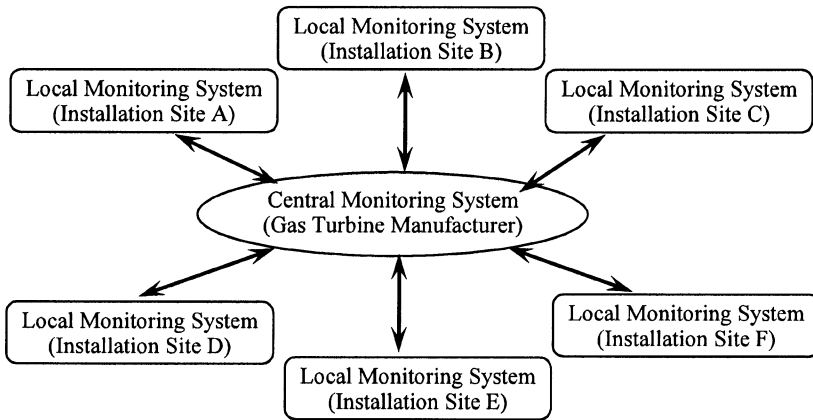 Local Monitoring System
(Installation Site B)
Local Monitoring System
(Installation Site A)
Local Monitoring System
(Installation Site C)
Central Monitoring System
(Gas Turbine Manufacturer)
Local Monitoring System
(Installation Site D)
Local Monitoring System
(Installation Site E)
Local Monitoring System
(Installation Site F)